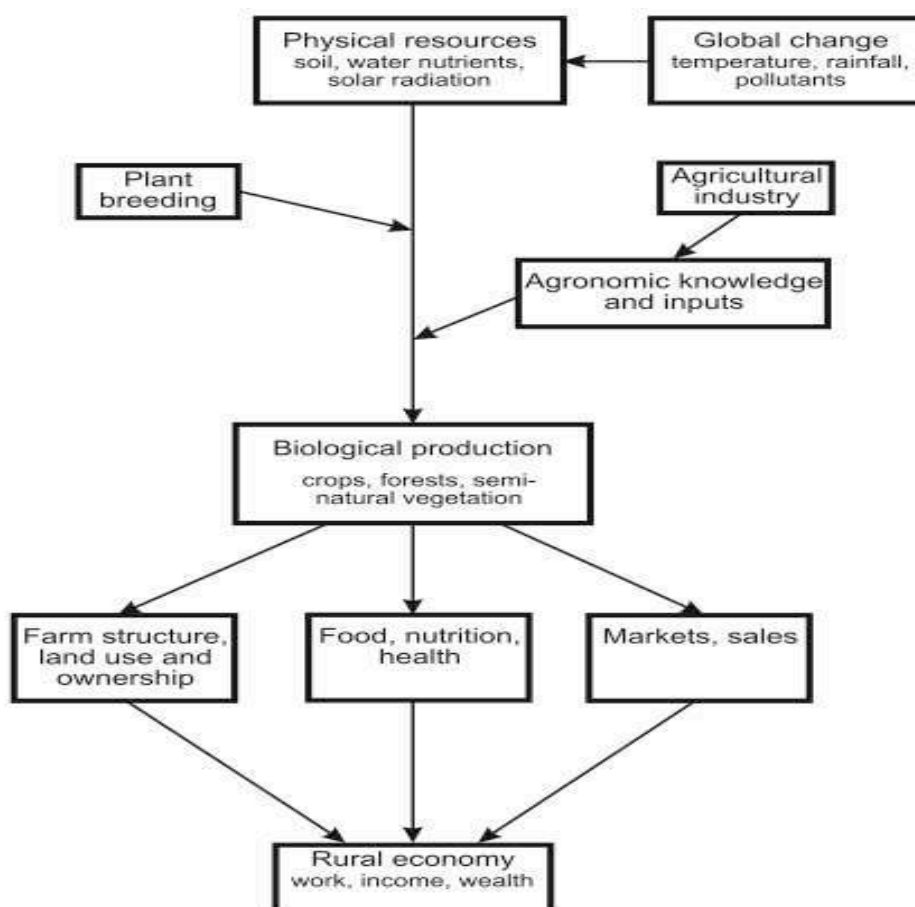 Physical resources
soil, water nutrients,
solar radiation
Global change
temperature, rainfall,
pollutants
Plant
breeding
Agricultural
industry
Agronomic knowledge
and inputs
Biological production
crops, forests, semi-
natural vegetation
Farm structure,
land use and
ownership
Food, nutrition,
health
Markets, sales
Rural economy
work, income, wealth